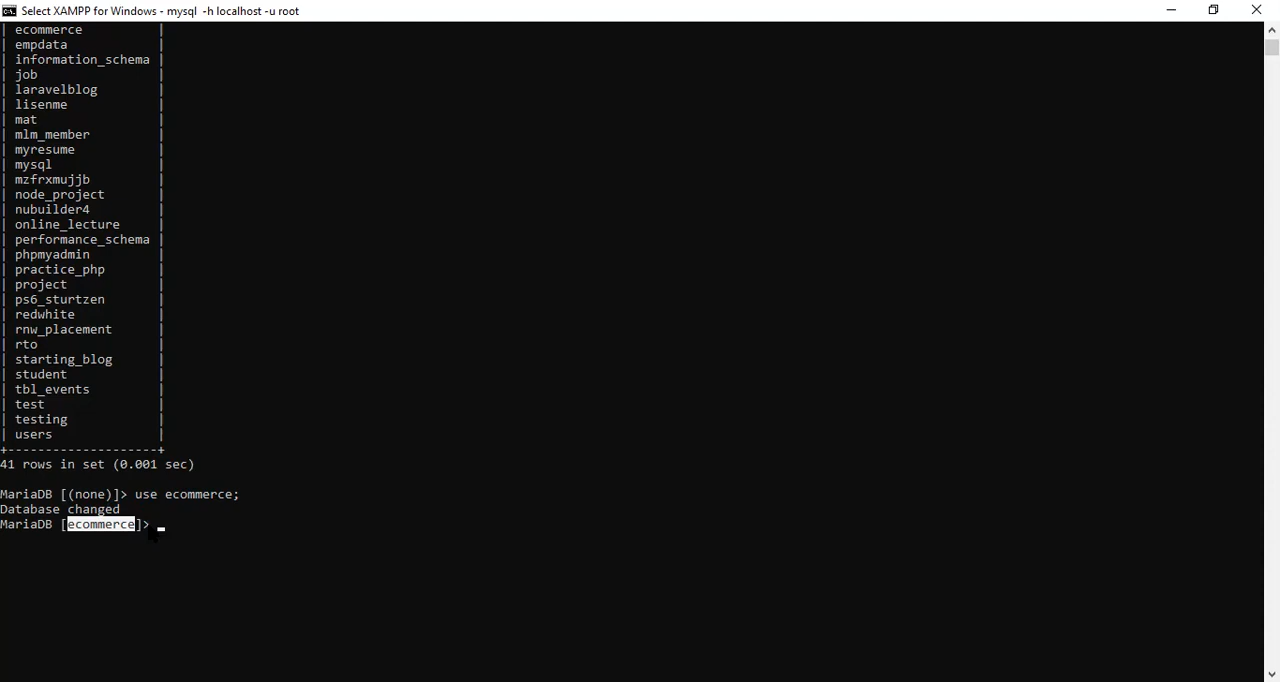 Select XAMPP for Windows - mysql -h localhost -u root
| ecommerce |
| empdata |
| information_schema |
| job |
| laravelblog |
| lisenme |
| mat |
| mlm_member |
| myresume |
| mysql |
| mzfrxmujjb |
| node_project |
| nubuilder4 |
| online_lecture |
| performance_schema |
| phpmyadmin |
| practice_php |
| project |
| ps6_sturtzen |
| redwhite |
| rnw_placement |
| rto |
| starting_blog |
| student |
| tbl_events |
| test |
| testing |
| users |
+--------------------+
41 rows in set (0.001 sec)
MariaDB [(none)]> use ecommerce;
Database changed
MariaDB [ecommerce]> _